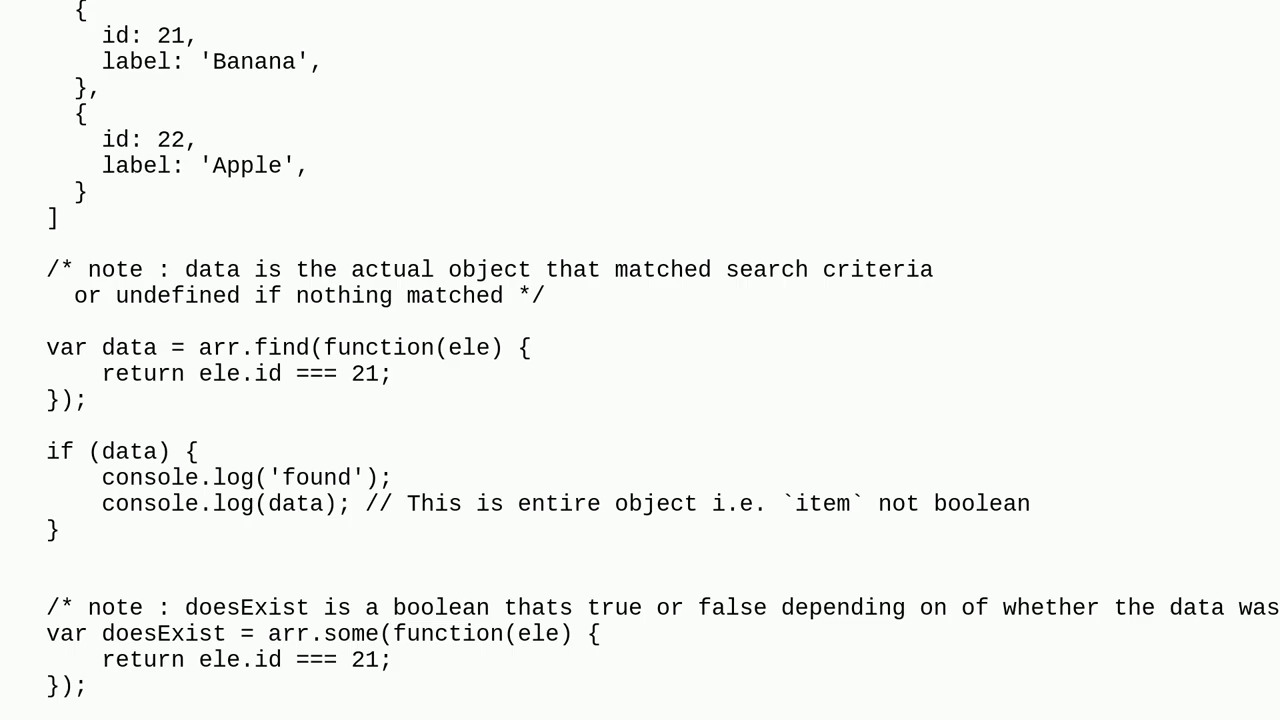 {
id: 21,
label: 'Banana',
},
{
id: 22,
label: 'Apple',
}
]
/* note : data is the actual object that matched search criteria
or undefined if nothing matched */
var data = arr.find(function(ele) {
return ele.id === 21;
});
if (data) {
console.log('found');
console.log(data); // This is entire object i.e. `item` not boolean
}
/* note : doesExist is a boolean thats true or false depending on of whether the data was
var doesExist = arr.some(function(ele) {
return ele.id === 21;
});